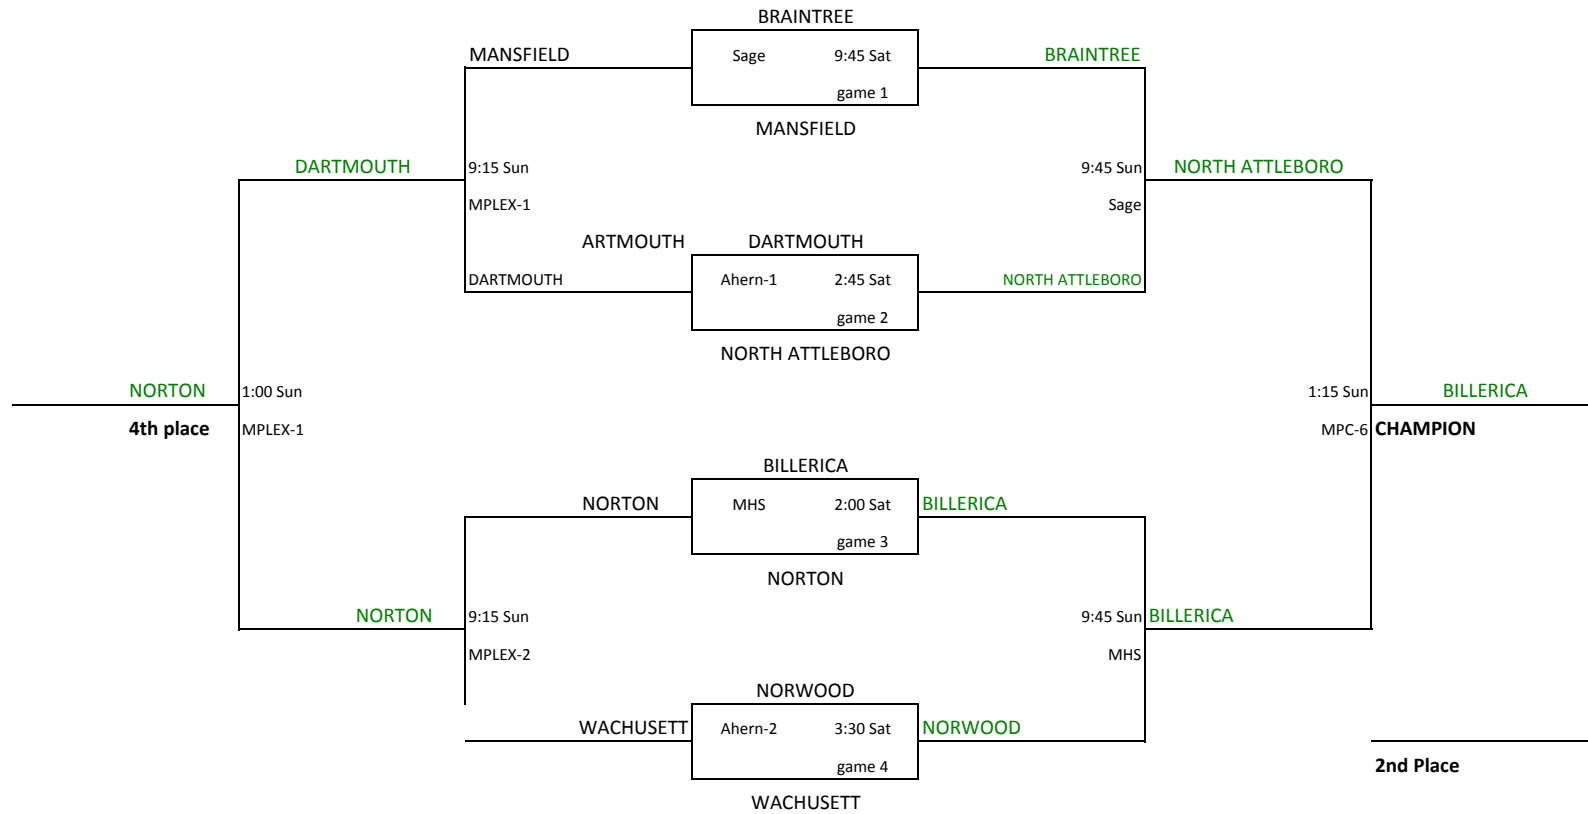 BRAINTREE
MANSFIELD Sage 9:45 Sat BRAINTREE
game 1
MANSFIELD
DARTMOUTH 9:15 Sun 9:45 Sun NORTH ATTLEBORO
MPLEX-1 Sage
ARTMOUTH DARTMOUTH
DARTMOUTH Ahern-1 2:45 Sat NORTH ATTLEBORO
game 2
NORTH ATTLEBORO
NORTON 1:00 Sun 1:15 Sun BILLERICA
4th place MPLEX-1 MPC-6 CHAMPION
BILLERICA
NORTON MHS 2:00 Sat BILLERICA
game 3
NORTON
NORTON 9:15 Sun 9:45 Sun BILLERICA
MPLEX-2 MHS
NORWOOD
WACHUSETT Ahern-2 3:30 Sat NORWOOD
game 4 2nd Place
WACHUSETT